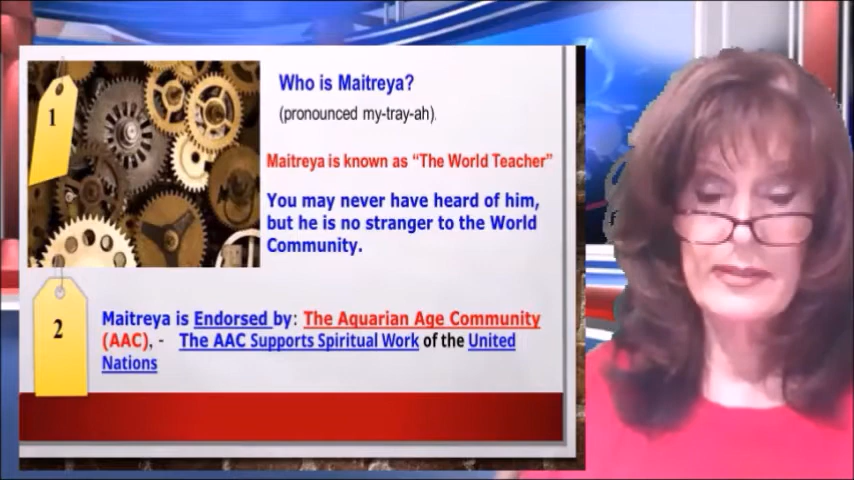 1
Who is Maitreya?
(pronounced my-tray-ah).
Maitreya is known as "The World Teacher"
You may never have heard of him,
but he is no stranger to the World
Community.
2
Maitreya is Endorsed by: The Aquarian Age Community
(AAC), - The AAC Supports Spiritual Work of the United
Nations